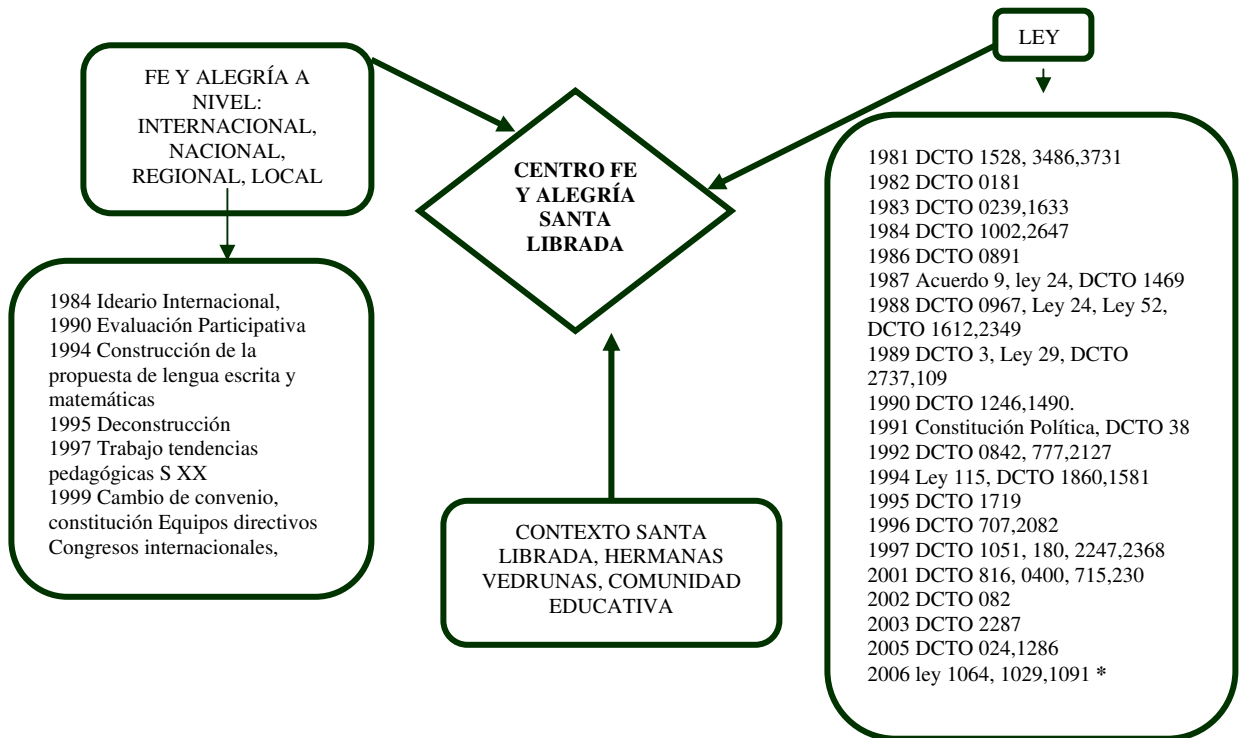 FE Y ALEGRÍA A
NIVEL:
INTERNACIONAL,
NACIONAL,
REGIONAL, LOCAL
1984 Ideario Internacional,
1990 Evaluación Participativa
1994 Construcción de la
propuesta de lengua escrita y
matemáticas
1995 Deconstrucción
1997 Trabajo tendencias
pedagógicas S XX
1999 Cambio de convenio,
constitución Equipos directivos
Congresos internacionales,
CENTRO FE
Y ALEGRÍA
SANTA
LIBRADA
CONTEXTO SANTA
LIBRADA, HERMANAS
VEDRUNAS, COMUNIDAD
EDUCATIVA
LEY
1981 DCTO 1528, 3486,3731
1982 DCTO 0181
1983 DCTO 0239,1633
1984 DCTO 1002,2647
1986 DCTO 0891
1987 Acuerdo 9, ley 24, DCTO 1469
1988 DCTO 0967, Ley 24, Ley 52,
DCTO 1612,2349
1989 DCTO 3, Ley 29, DCTO
2737,109
1990 DCTO 1246,1490.
1991 Constitución Política, DCTO 38
1992 DCTO 0842, 777,2127
1994 Ley 115, DCTO 1860,1581
1995 DCTO 1719
1996 DCTO 707,2082
1997 DCTO 1051, 180, 2247,2368
2001 DCTO 816, 0400, 715,230
2002 DCTO 082
2003 DCTO 2287
2005 DCTO 024,1286
2006 ley 1064, 1029,1091 *